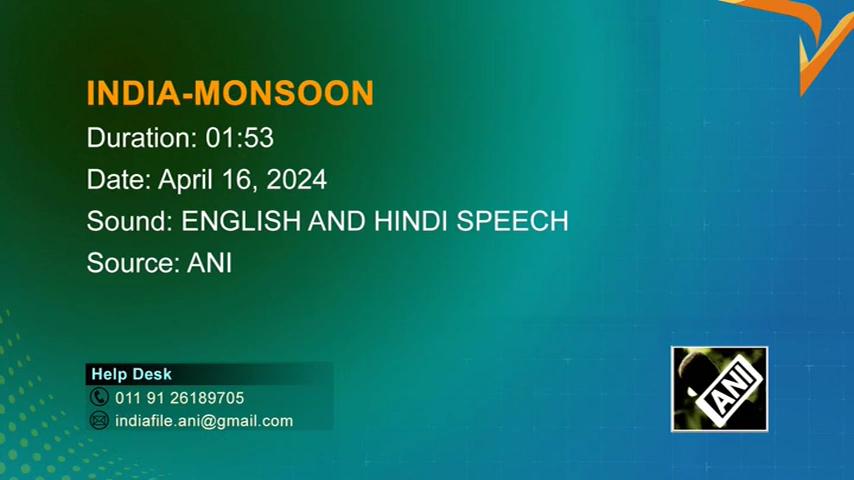 INDIA-MONSOON
Duration: 01:53
Date: April 16, 2024
Sound: ENGLISH AND HINDI SPEECH
Source: ANI
Help Desk
011 91 26189705
indiafile.ani@gmail.com
ANI